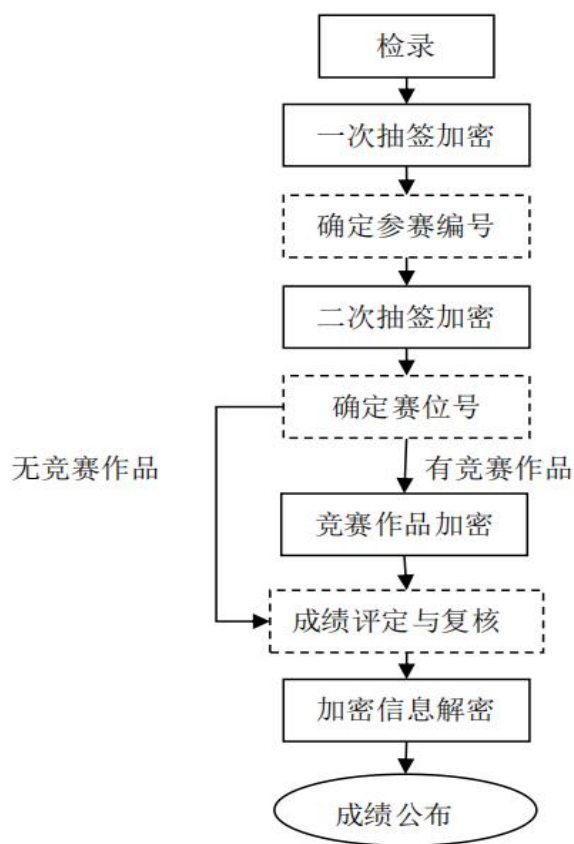 检录
一次抽签加密
确定参赛编号
二次抽签加密
确定赛位号
无竞赛作品
有竞赛作品
竞赛作品加密
成绩评定与复核
加密信息解密
成绩公布